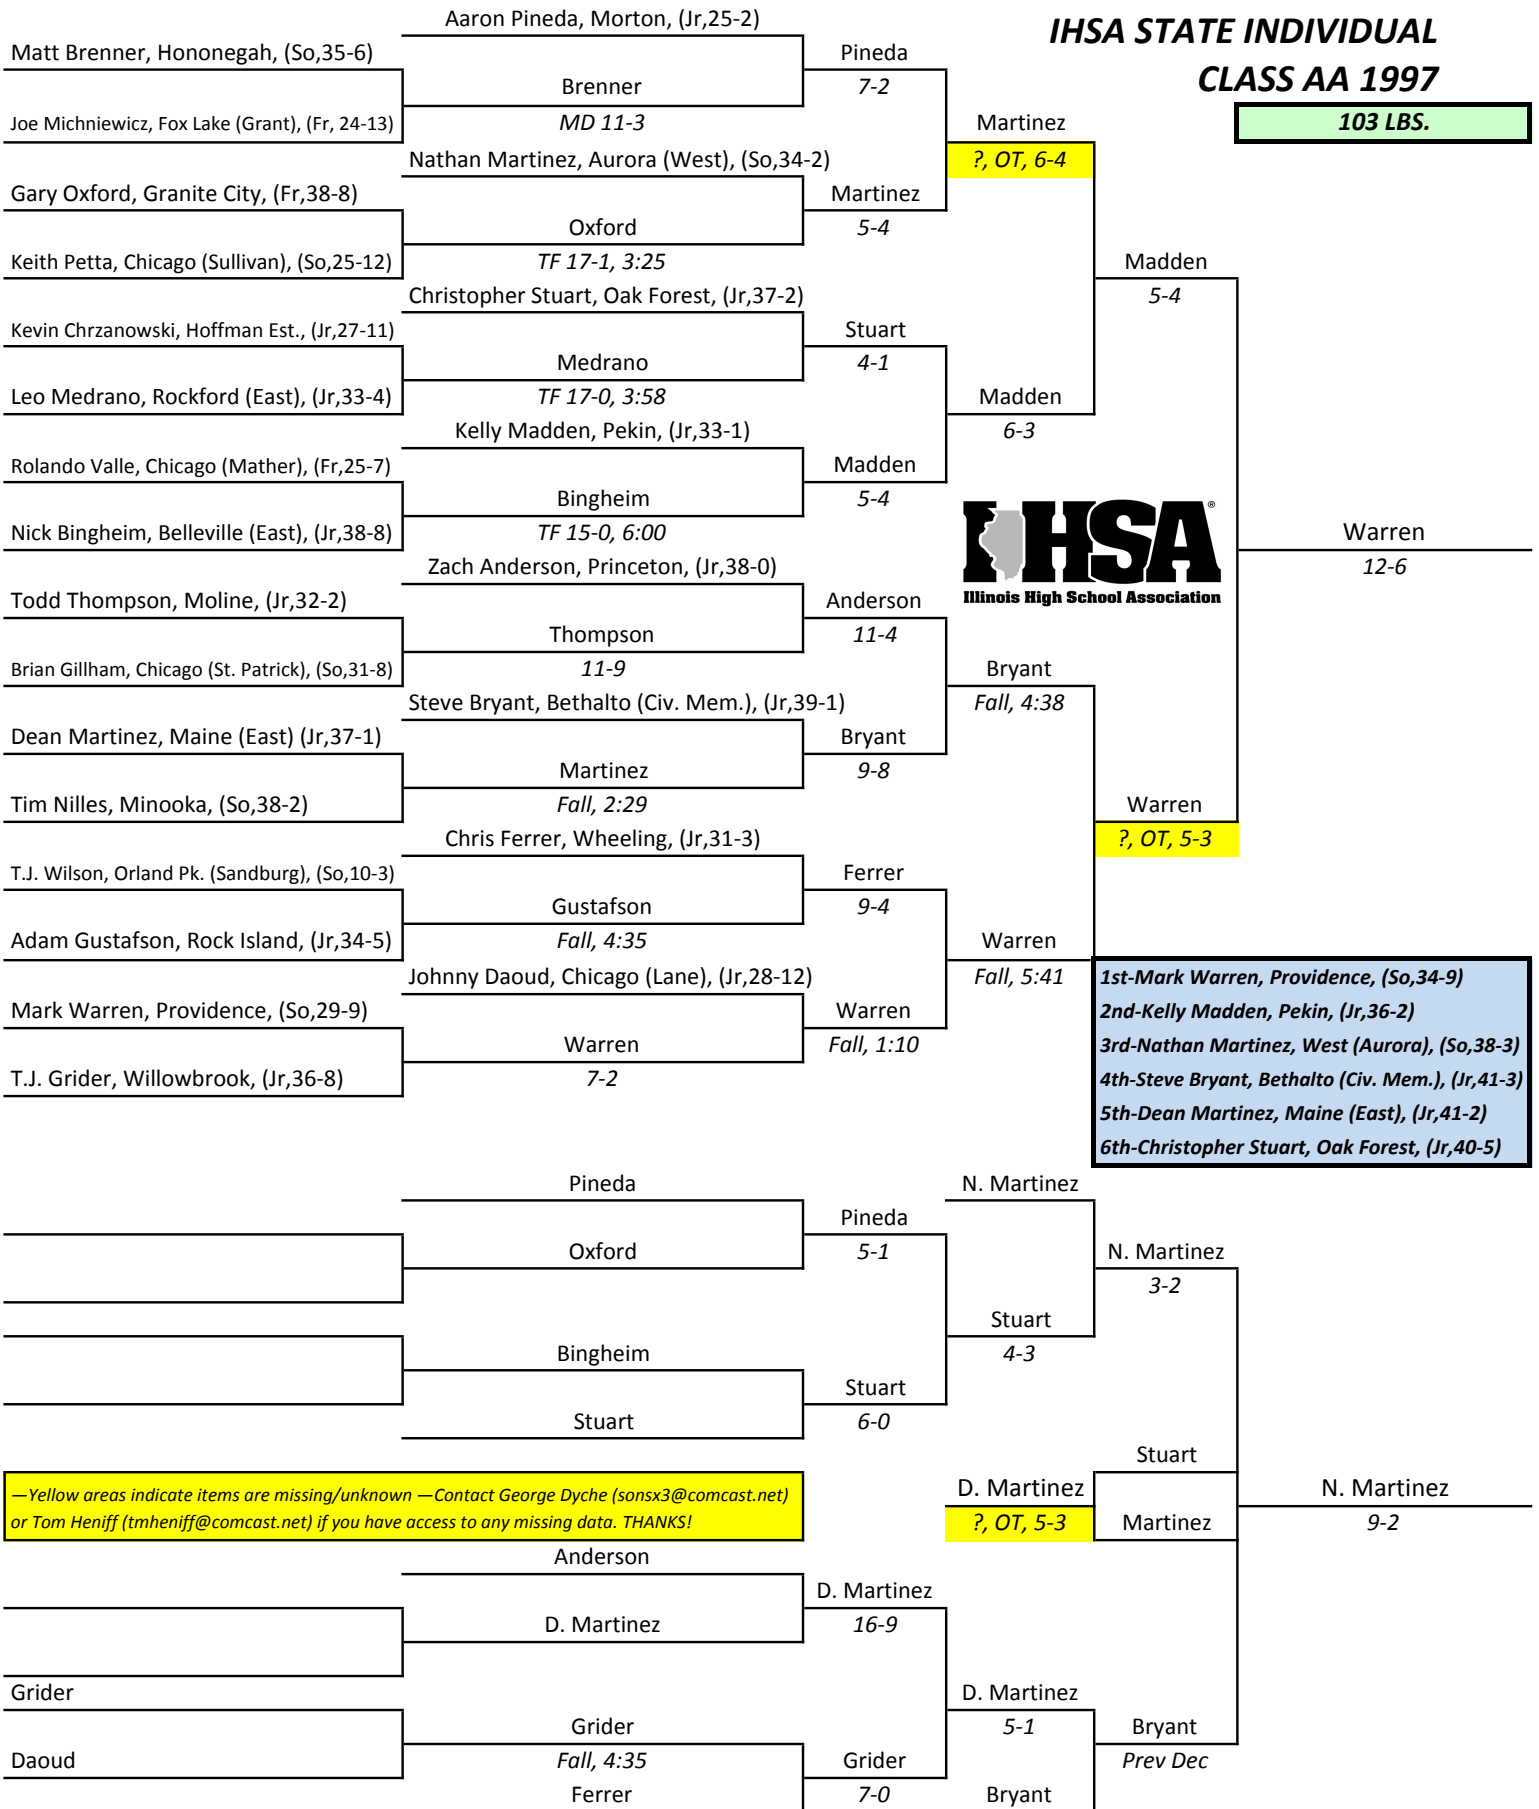 Aaron Pineda, Morton, (Jr,25-2)
IHSA STATE INDIVIDUAL
CLASS AA 1997
103 LBS.
Matt Brenner, Hononegah, (So,35-6)
Pineda
Brenner
7-2
Joe Michniewicz, Fox Lake (Grant), (Fr, 24-13)
MD 11-3
Martinez
Nathan Martinez, Aurora (West), (So,34-2)
?, OT, 6-4
Gary Oxford, Granite City, (Fr,38-8)
Martinez
Oxford
5-4
Keith Petta, Chicago (Sullivan), (So,25-12)
TF 17-1, 3:25
Madden
Christopher Stuart, Oak Forest, (Jr,37-2)
5-4
Kevin Chrzanowski, Hoffman Est., (Jr,27-11)
Stuart
Medrano
4-1
Leo Medrano, Rockford (East), (Jr,33-4)
TF 17-0, 3:58
Madden
Kelly Madden, Pekin, (Jr,33-1)
6-3
Rolando Valle, Chicago (Mather), (Fr,25-7)
Madden
Bingheim
5-4
Nick Bingheim, Belleville (East), (Jr,38-8)
TF 15-0, 6:00
IHSA®
Illinois High School Association
Warren
12-6
Zach Anderson, Princeton, (Jr,38-0)
Todd Thompson, Moline, (Jr,32-2)
Anderson
Thompson
11-4
Brian Gillham, Chicago (St. Patrick), (So,31-8)
11-9
Bryant
Steve Bryant, Bethalto (Civ. Mem.), (Jr,39-1)
Fall, 4:38
Dean Martinez, Maine (East) (Jr,37-1)
Bryant
Martinez
9-8
Tim Nilles, Minooka, (So,38-2)
Fall, 2:29
Warren
Chris Ferrer, Wheeling, (Jr,31-3)
?, OT, 5-3
T.J. Wilson, Orland Pk. (Sandburg), (So,10-3)
Ferrer
Gustafson
9-4
Adam Gustafson, Rock Island, (Jr,34-5)
Fall, 4:35
Warren
Johnny Daoud, Chicago (Lane), (Jr,28-12)
Fall, 5:41
Mark Warren, Providence, (So,29-9)
Warren
Warren
Fall, 1:10
T.J. Grider, Willowbrook, (Jr,36-8)
7-2
1st-Mark Warren, Providence, (So,34-9)
2nd-Kelly Madden, Pekin, (Jr,36-2)
3rd-Nathan Martinez, West (Aurora), (So,38-3)
4th-Steve Bryant, Bethalto (Civ. Mem.), (Jr,41-3)
5th-Dean Martinez, Maine (East), (Jr,41-2)
6th-Christopher Stuart, Oak Forest, (Jr,40-5)
Pineda
N. Martinez
Pineda
Oxford
5-1
N. Martinez
3-2
Stuart
Bingheim
4-3
Stuart
Stuart
6-0
Stuart
—Yellow areas indicate items are missing/unknown —Contact George Dyche (sonsx3@comcast.net)
or Tom Heniff (tmheniff@comcast.net) if you have access to any missing data. THANKS!
D. Martinez
N. Martinez
?, OT, 5-3
Martinez
9-2
Anderson
D. Martinez
D. Martinez
16-9
Grider
D. Martinez
Grider
5-1
Bryant
Daoud
Fall, 4:35
Grider
Prev Dec
Ferrer
7-0
Bryant